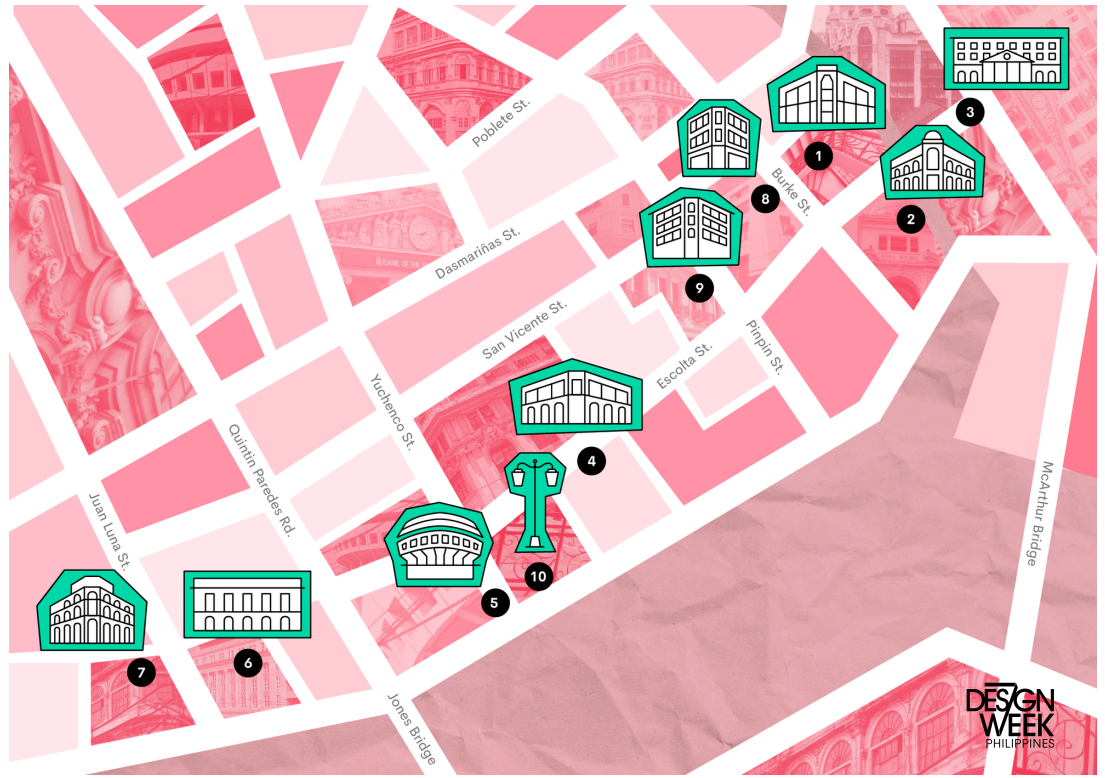 3
Poblete St.
1
Burke St.
8
2
Dasmariñas St.
9
San Vicente St.
Pinpin St.
Escolta St.
Yuchenco St.
4
Quintin Paredes Rd.
McArthur Bridge
Juan Luna St.
10
5
6
7
Jones Bridge
DESIGN
WEEK
PHILIPPINES